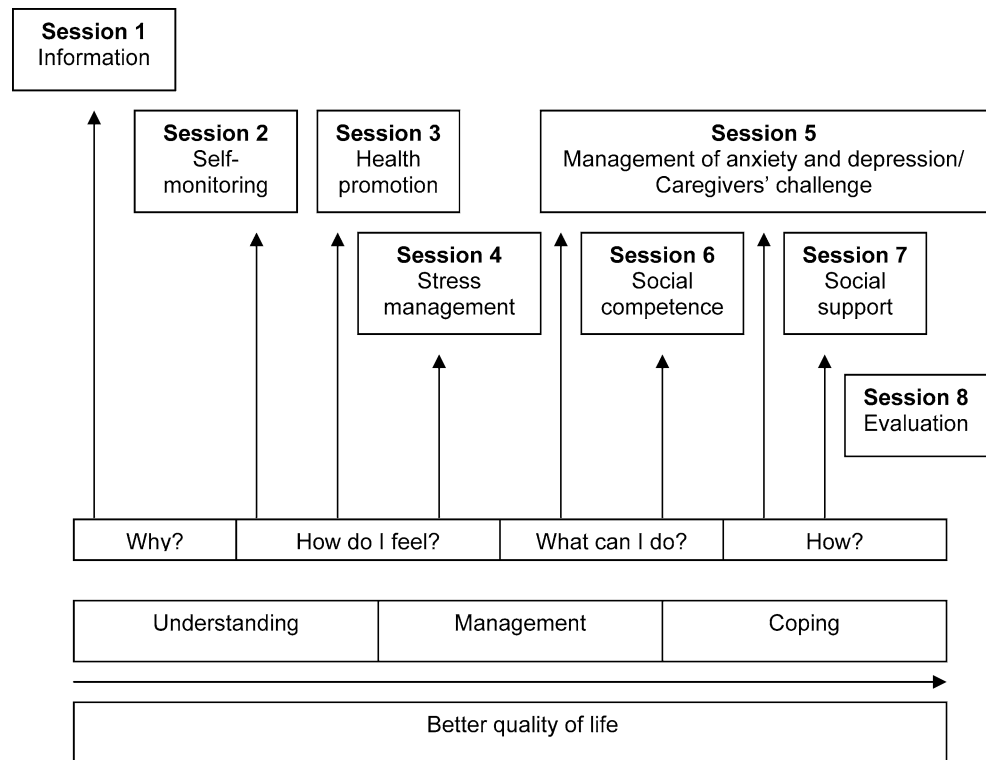 Session 1
Information
Session 2
Self-
monitoring
Session 3
Health
promotion
Session 5
Management of anxiety and depression/
Caregivers’ challenge
Session 4
Stress
management
Session 6
Social
competence
Session 7
Social
support
Session 8
Evaluation
Why?
How do I feel?
What can I do?
How?
Understanding
Management
Coping
Better quality of life